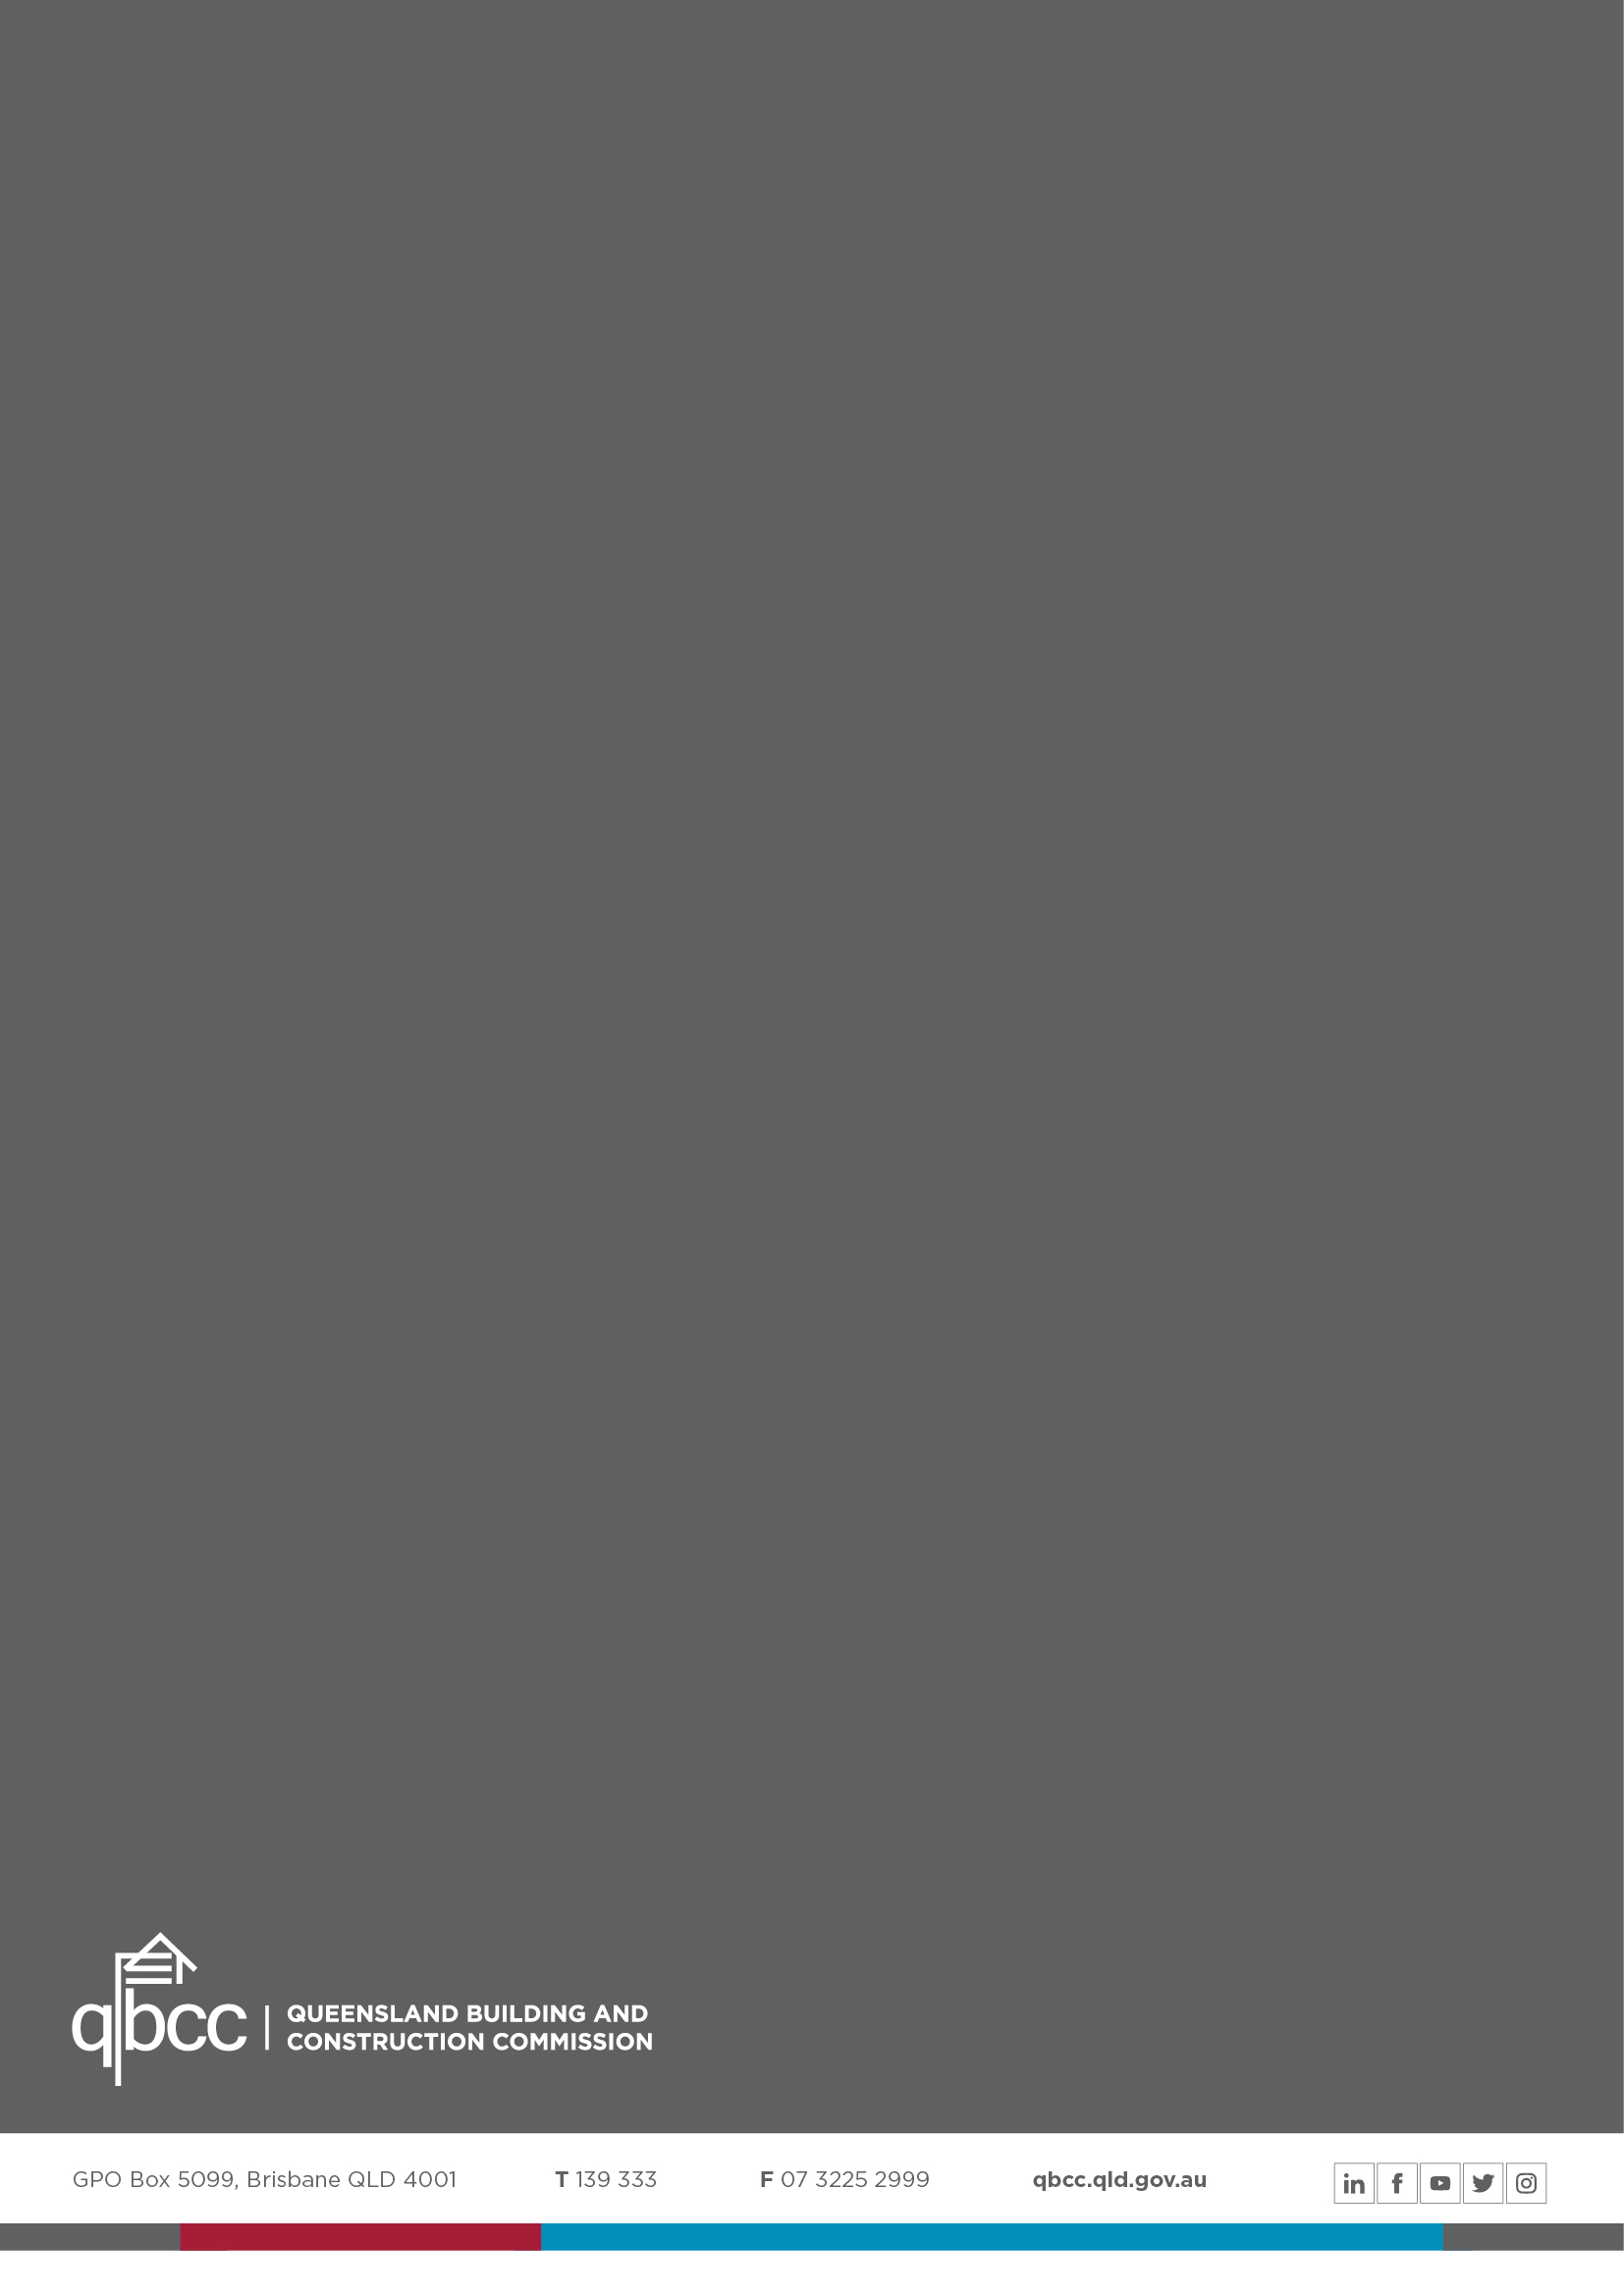 qbcc
QUEENSLAND BUILDING AND
CONSTRUCTION COMMISSION
GPO Box 5099, Brisbane QLD 4001
T 139 333
F 07 3225 2999
qbcc.qld.gov.au